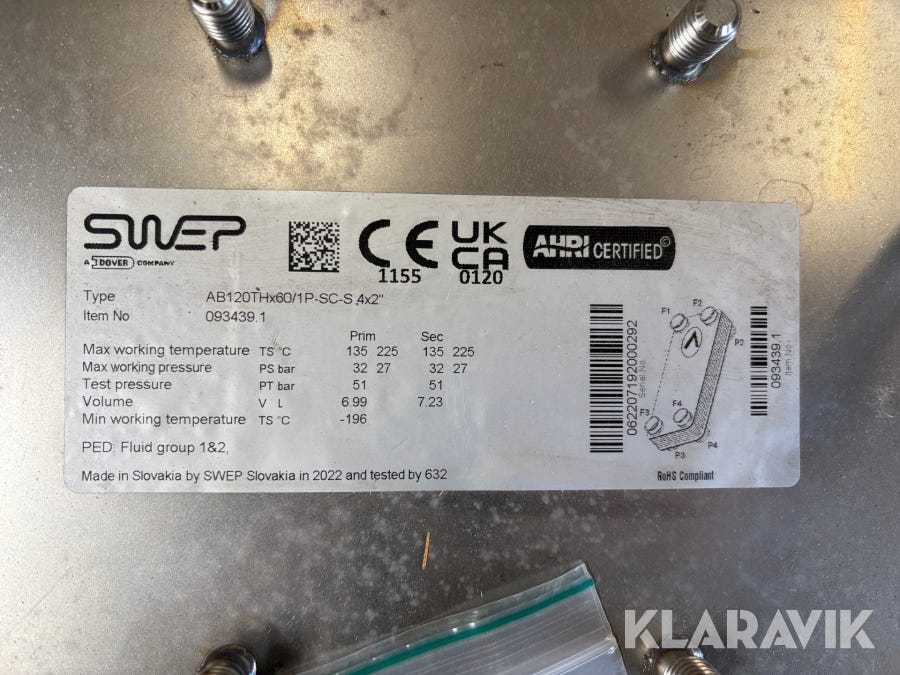 SWEP
A DOVER COMPANY
CE
1155
UK
CA
0120
AHRI CERTIFIED©
Type AB120THx60/1P-SC-S 4x2"
Item No 093439.1
Prim Sec
Max working temperature TS °C 135 225 135 225
Max working pressure PS bar 32 27 32 27
Test pressure PT bar 51 51
Volume V L 6.99 7.23
Min working temperature TS °C -196
PED: Fluid group 1&2,
Made in Slovakia by SWEP Slovakia in 2022 and tested by 632
062207192000292
Serial No.
F1
F2
P2
F3
F4
P4
P3
RoHS Compliant
093439.1
Item No
KLARAVIK